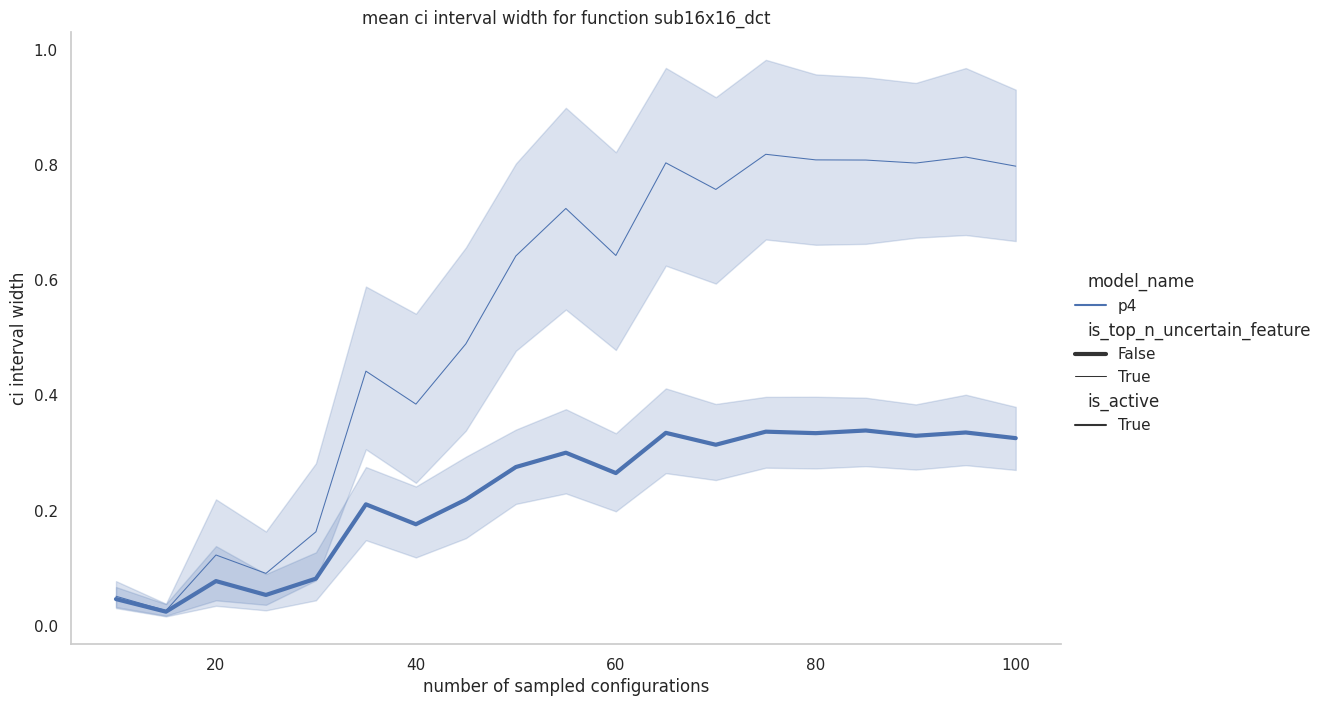 mean ci interval width for function sub16x16_dct
1.0
0.8
0.6
0.4
0.2
0.0
ci interval width
20
40
60
80
100
number of sampled configurations
model_name
p4
is_top_n_uncertain_feature
False
True
is_active
True